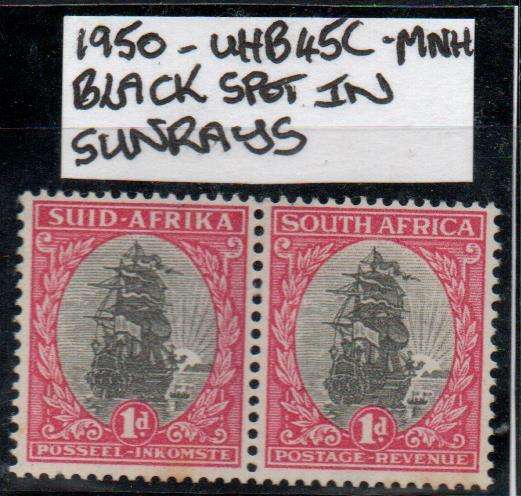 1950 - UHB45C - MNH
BLACK SPOT IN
SUNRAYS
SUID-AFRIKA
1d
POSSEEL-INKOMSTE
SOUTH AFRICA
1d
POSTAGE-REVENUE